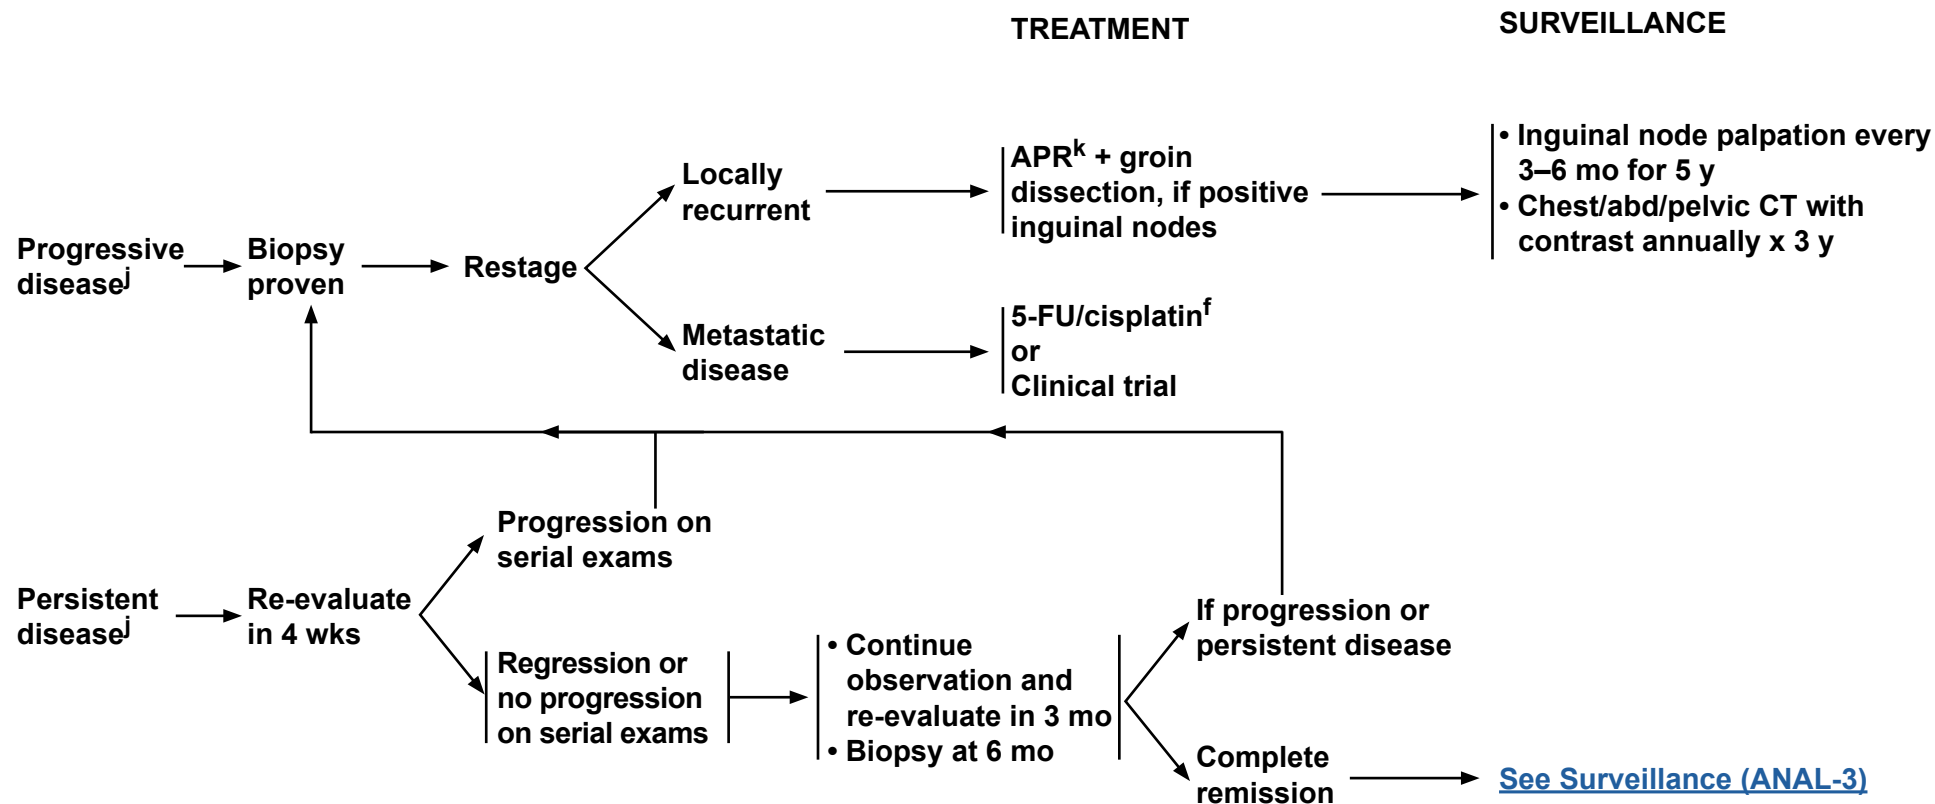 TREATMENT
SURVEILLANCE
Progressive
disease^j
Biopsy
proven
Restage
Locally
recurrent
APR^k + groin
dissection, if positive
inguinal nodes
• Inguinal node palpation every
3–6 mo for 5 y
• Chest/abd/pelvic CT with
contrast annually x 3 y
Metastatic
disease
5-FU/cisplatin^f
or
Clinical trial
Persistent
disease^j
Re-evaluate
in 4 wks
Progression on
serial exams
Regression or
no progression
on serial exams
• Continue
observation and
re-evaluate in 3 mo
• Biopsy at 6 mo
If progression or
persistent disease
Complete
remission
See Surveillance (ANAL-3)